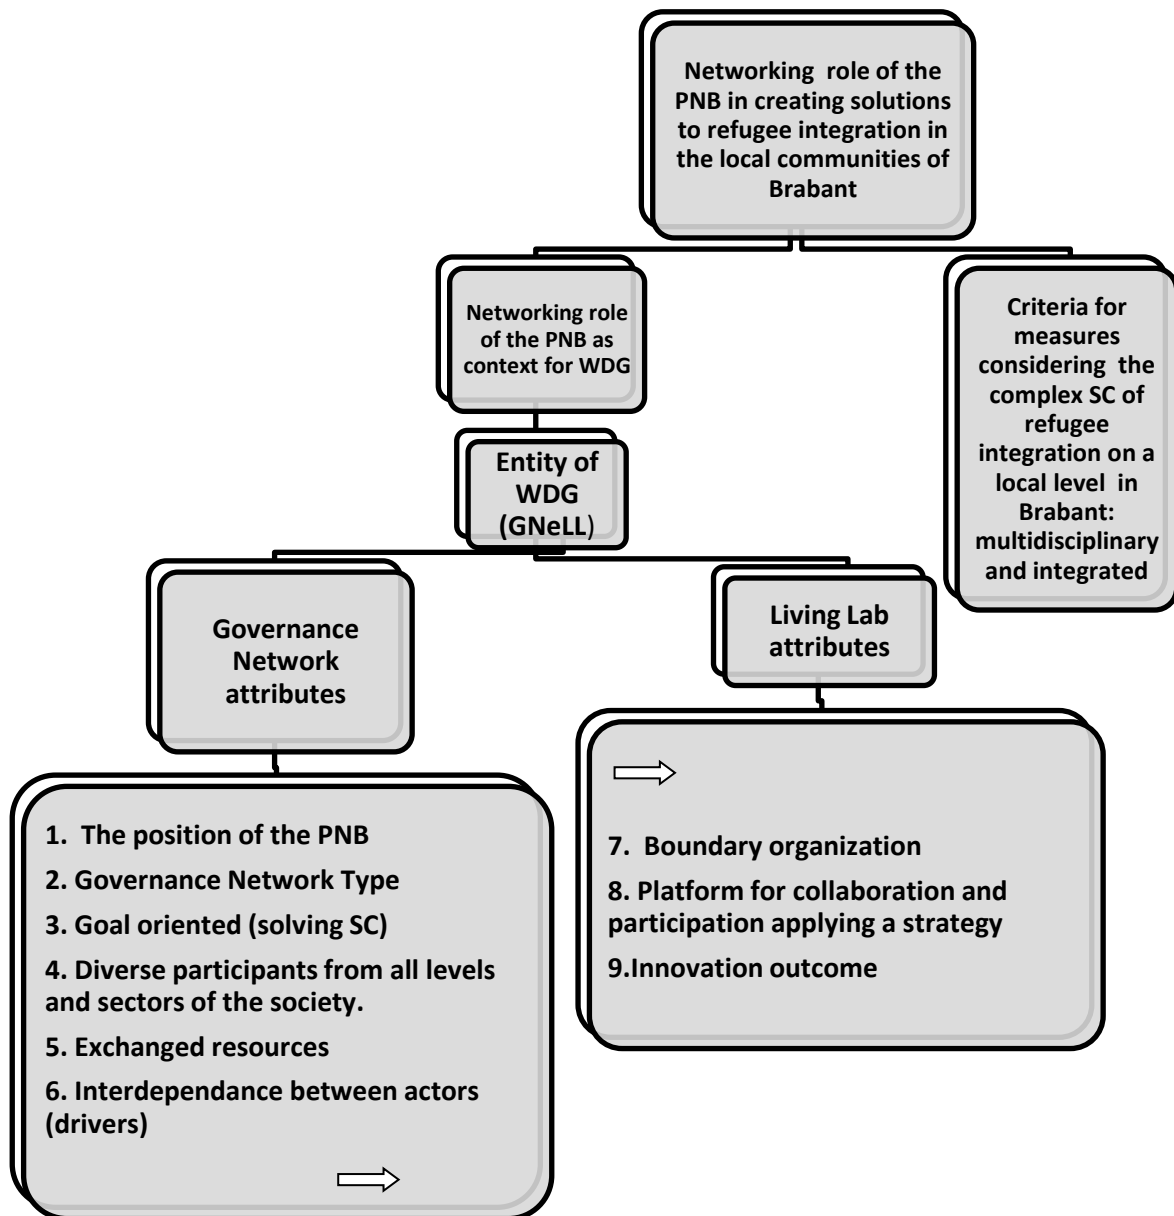 Networking role of the
PNB in creating solutions
to refugee integration in
the local communities of
Brabant
Networking role
of the PNB as
context for WDG
Criteria for
measures
considering the
complex SC of
refugee
integration on a
local level in
Brabant:
multidisciplinary
and integrated
Entity of
WDG
(GNeLL)
Governance
Network
attributes
Living Lab
attributes
1. The position of the PNB
2. Governance Network Type
3. Goal oriented (solving SC)
4. Diverse participants from all levels
and sectors of the society.
5. Exchanged resources
6. Interdependance between actors
(drivers)
7. Boundary organization
8. Platform for collaboration and
participation applying a strategy
9.Innovation outcome